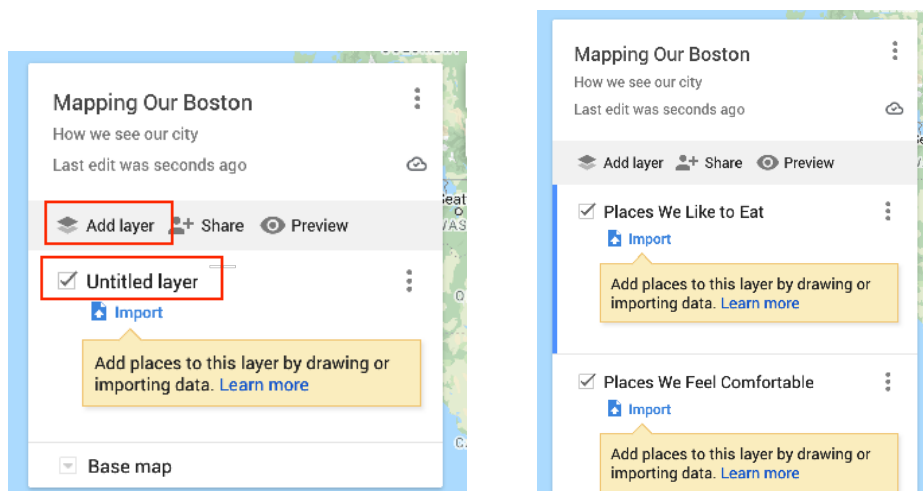 Mapping Our Boston
How we see our city
Last edit was seconds ago
Add layer Share Preview
Untitled layer
Import
Add places to this layer by drawing or
importing data. Learn more
Base map
Mapping Our Boston
How we see our city
Last edit was seconds ago
Add layer Share Preview
Places We Like to Eat
Import
Add places to this layer by drawing or
importing data. Learn more
Places We Feel Comfortable
Import
Add places to this layer by drawing or
importing data. Learn more